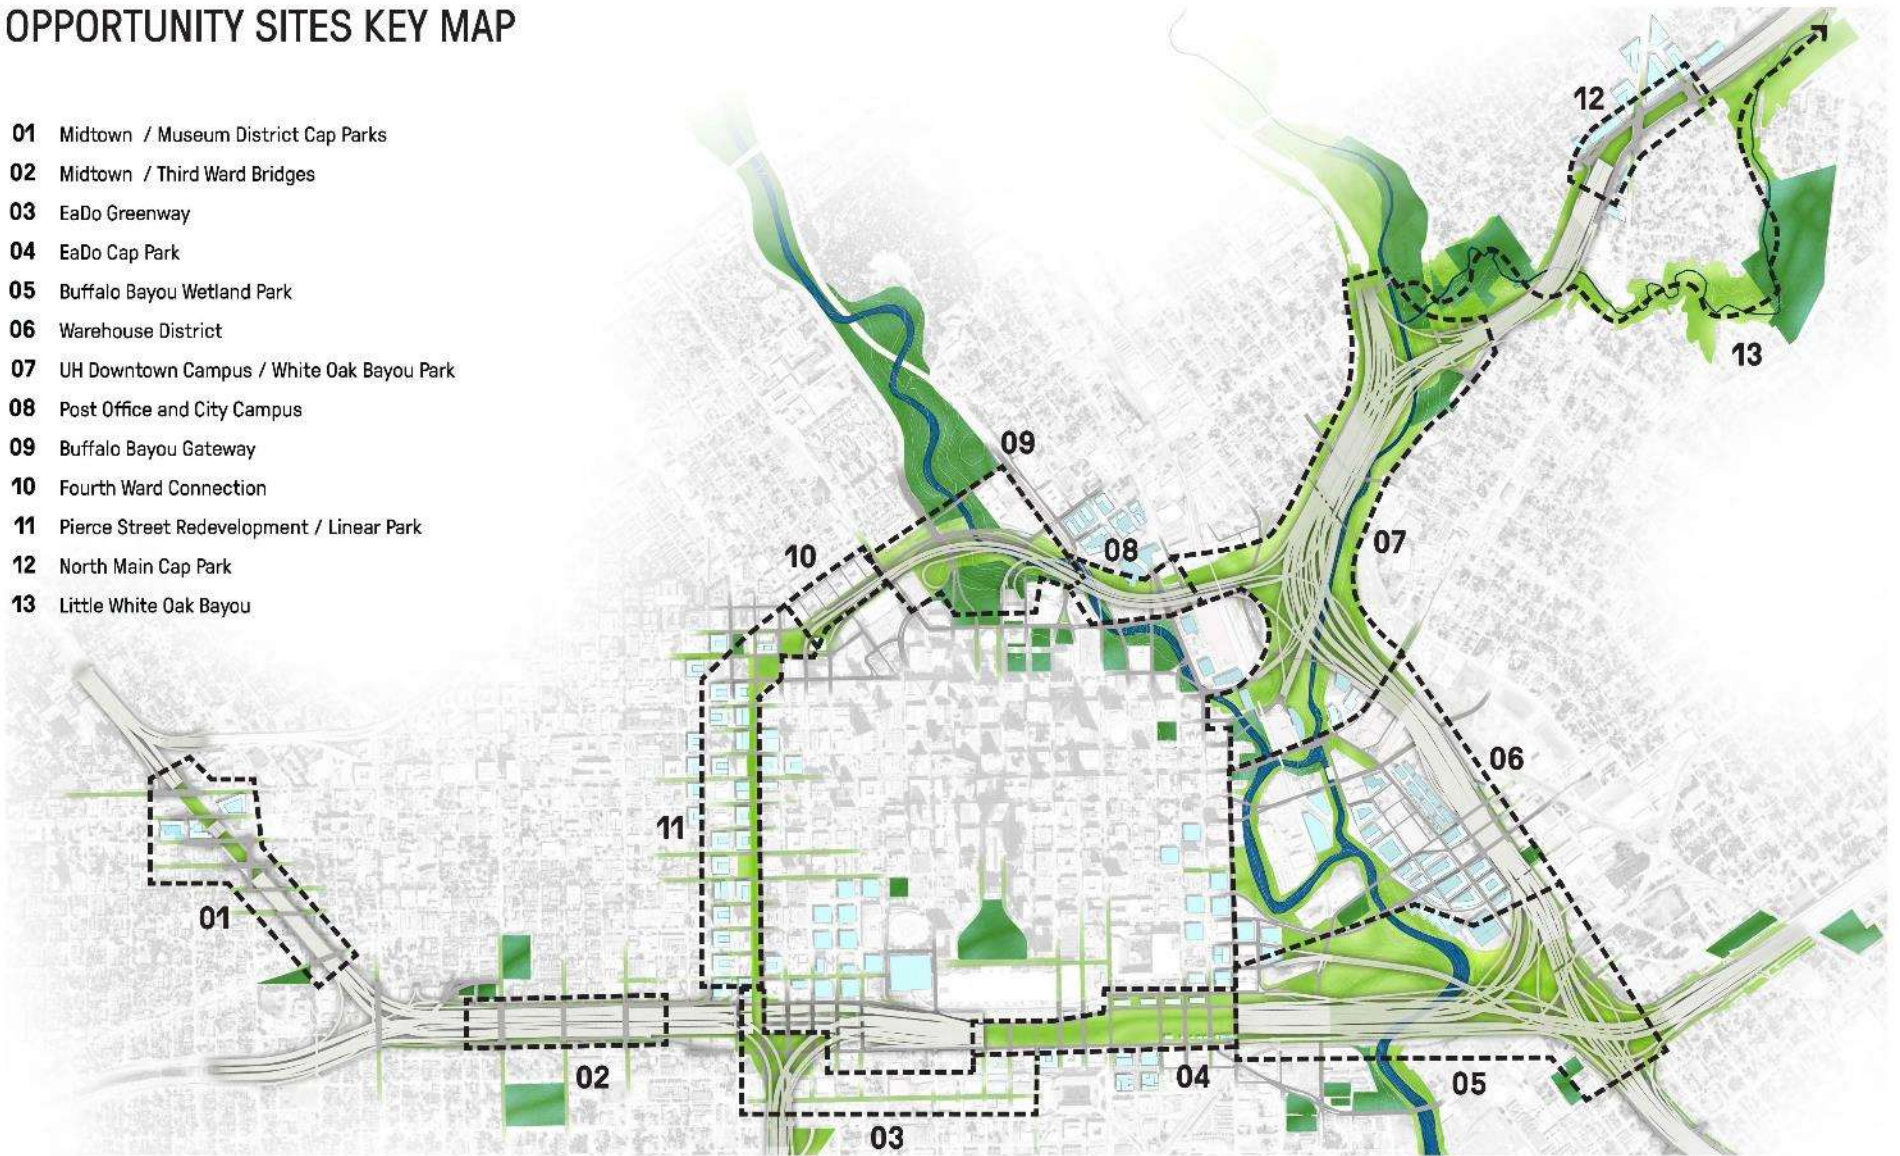 OPPORTUNITY SITES KEY MAP
01 Midtown / Museum District Cap Parks
02 Midtown / Third Ward Bridges
03 EaDo Greenway
04 EaDo Cap Park
05 Buffalo Bayou Wetland Park
06 Warehouse District
07 UH Downtown Campus / White Oak Bayou Park
08 Post Office and City Campus
09 Buffalo Bayou Gateway
10 Fourth Ward Connection
11 Pierce Street Redevelopment / Linear Park
12 North Main Cap Park
13 Little White Oak Bayou
12
13
09
10
08
07
06
11
01
02
04
05
03